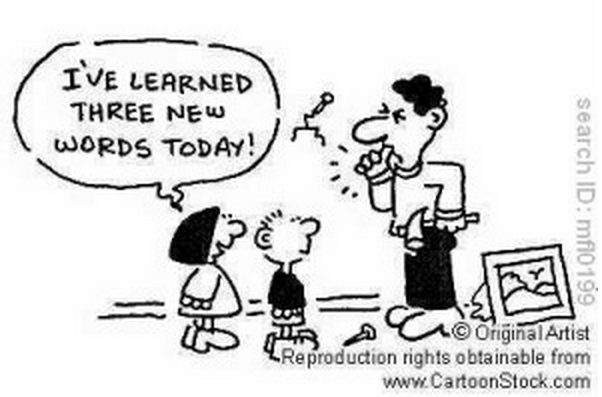 I'VE LEARNED
THREE NEW
WORDS TODAY!
search ID: mfl0199
© Original Artist
Reproduction rights obtainable from
www.CartoonStock.com